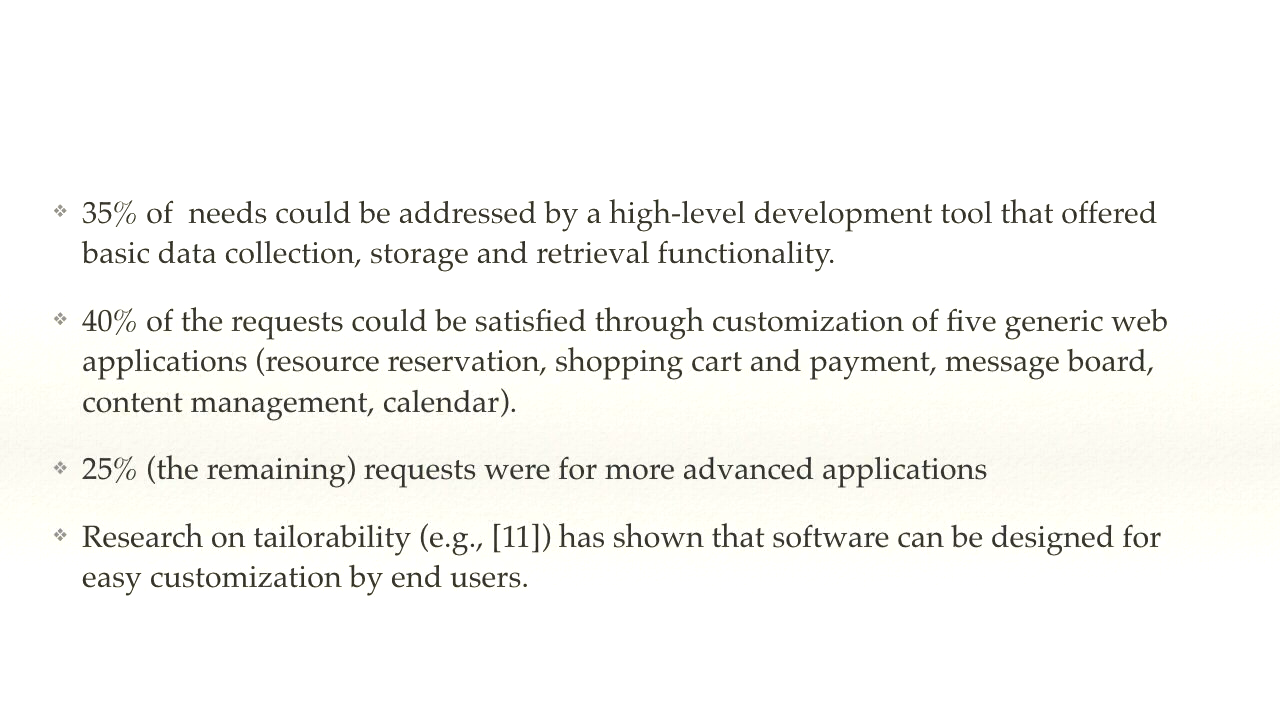 ❖ 35% of  needs could be addressed by a high-level development tool that offered
basic data collection, storage and retrieval functionality.
❖ 40% of the requests could be satisfied through customization of five generic web
applications (resource reservation, shopping cart and payment, message board,
content management, calendar).
❖ 25% (the remaining) requests were for more advanced applications
❖ Research on tailorability (e.g., [11]) has shown that software can be designed for
easy customization by end users.